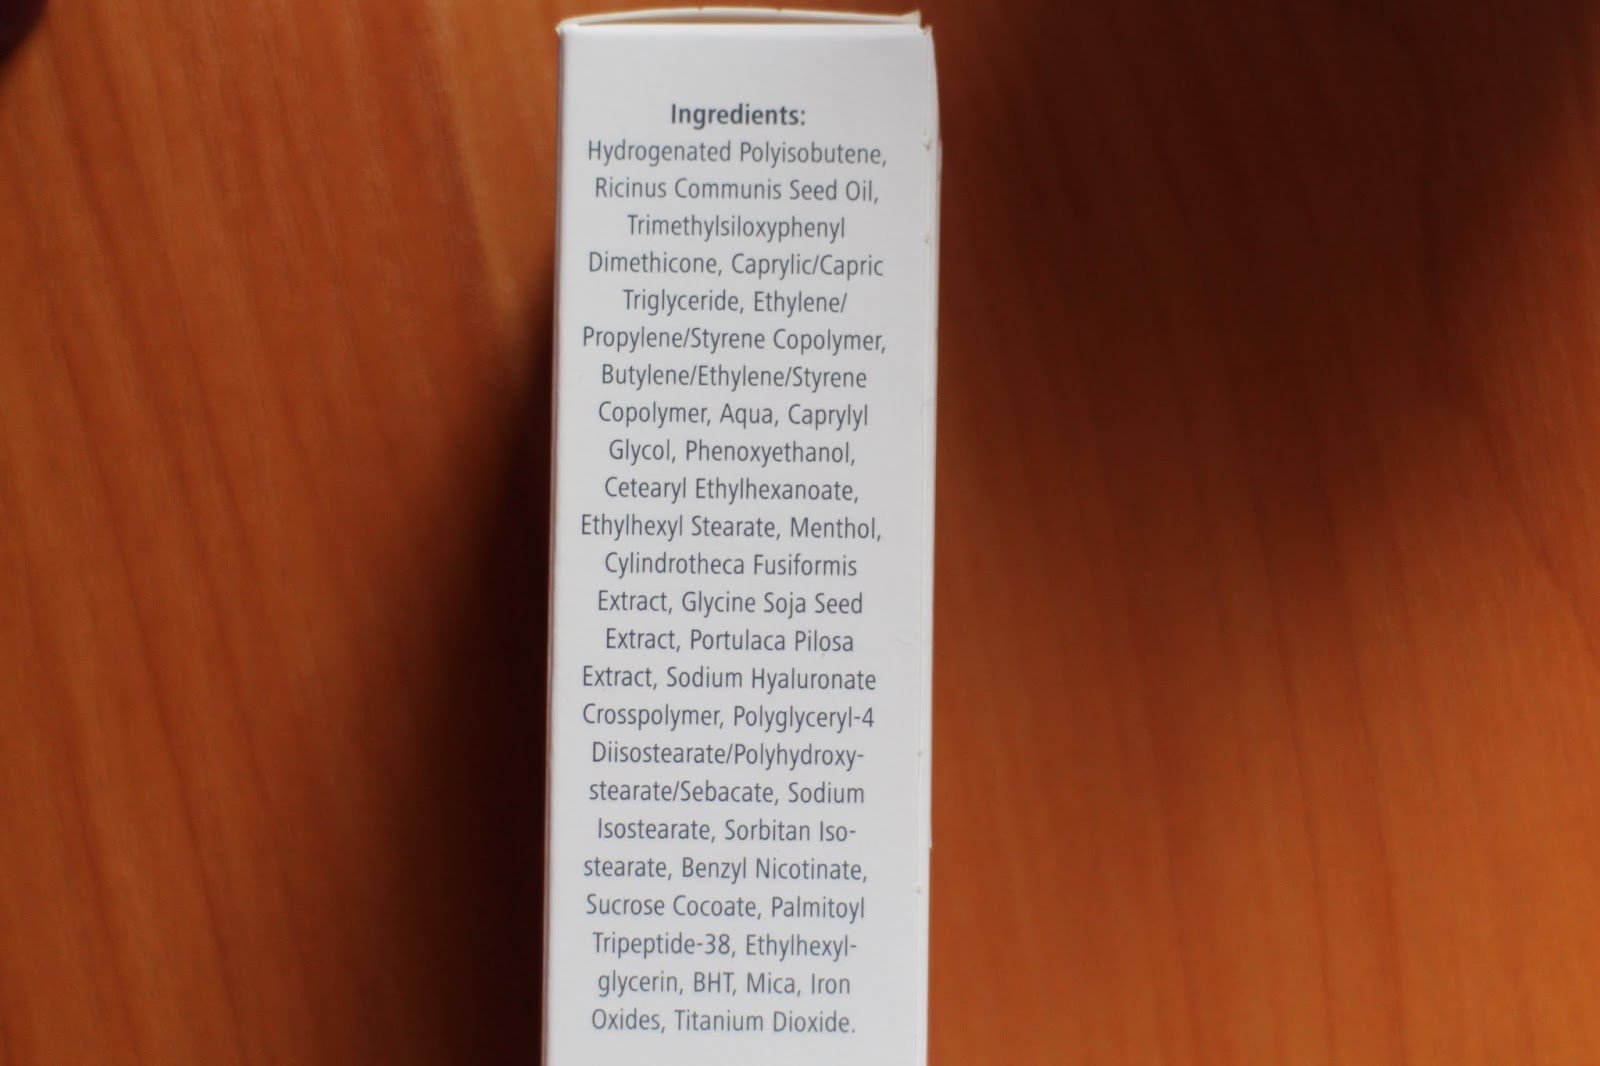 Ingredients:
Hydrogenated Polyisobutene,
Ricinus Communis Seed Oil,
Trimethylsiloxyphenyl
Dimethicone, Caprylic/Capric
Triglyceride, Ethylene/
Propylene/Styrene Copolymer,
Butylene/Ethylene/Styrene
Copolymer, Aqua, Caprylyl
Glycol, Phenoxyethanol,
Cetearyl Ethylhexanoate,
Ethylhexyl Stearate, Menthol,
Cylindrotheca Fusiformis
Extract, Glycine Soja Seed
Extract, Portulaca Pilosa
Extract, Sodium Hyaluronate
Crosspolymer, Polyglyceryl-4
Diisostearate/Polyhydroxy-
stearate/Sebacate, Sodium
Isostearate, Sorbitan Iso-
stearate, Benzyl Nicotinate,
Sucrose Cocoate, Palmitoyl
Tripeptide-38, Ethylhexyl-
glycerin, BHT, Mica, Iron
Oxides, Titanium Dioxide.